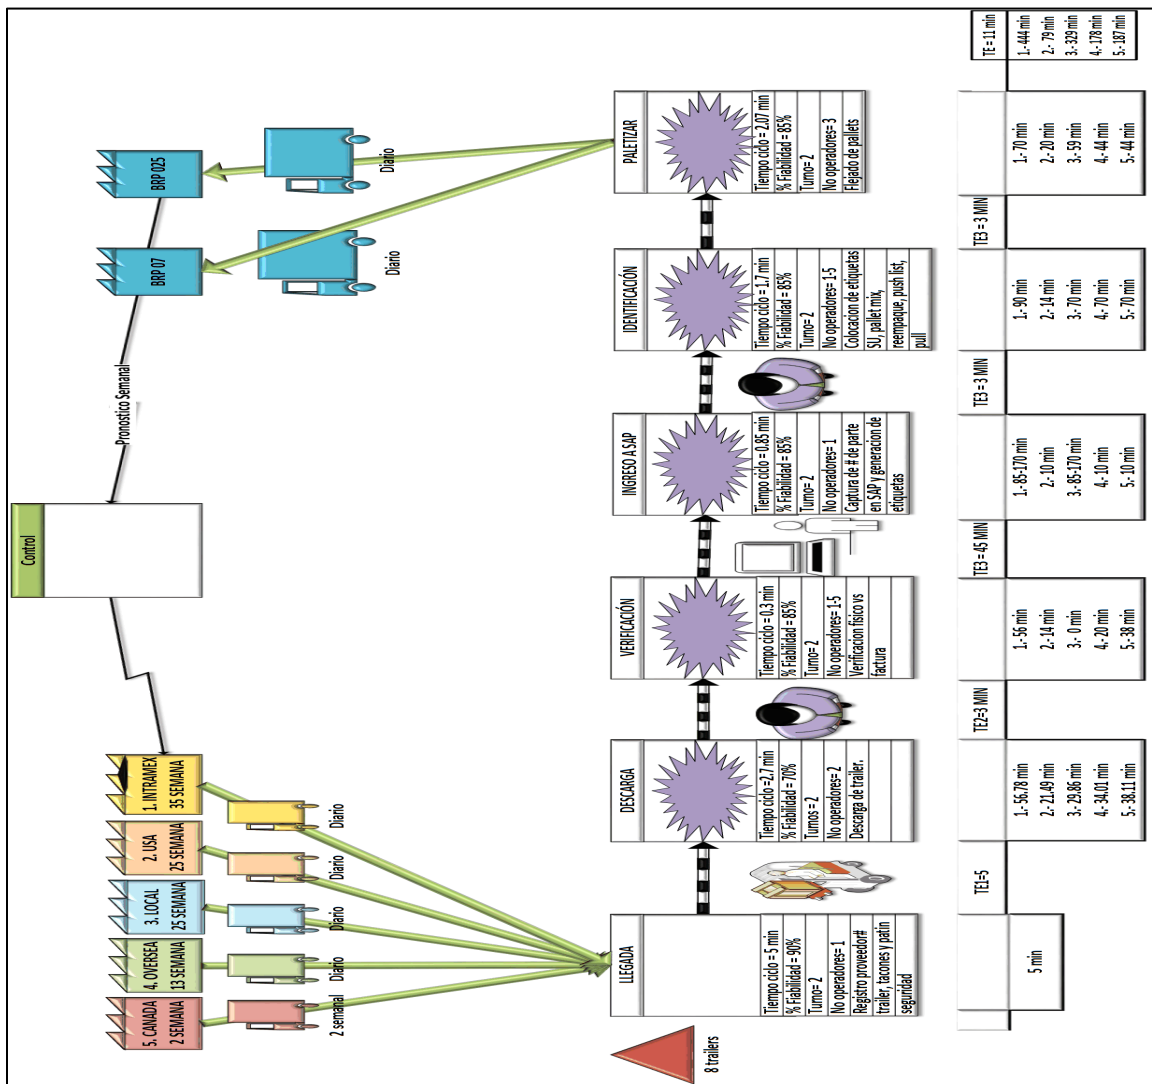 Control
Pronostico Semanal
5. CANADA
2 SEMANA
4. OVERSEA
13 SEMANA
3. LOCAL
25 SEMANA
2. USA
25 SEMANA
1. INTRAMEX
35 SEMANA
BRP 07
BRP 025
2 semanal
Diario
Diario
Diario
Diario
Diario
Diario
8 trailers
LLEGADA
Tiempo ciclo = 5 min
% Fiabilidad = 90%
Turno= 2
No operadores= 1
Registro proveedor#
trailer, tacones y patin
seguridad
DESCARGA
Tiempo ciclo =2.7 min
% Fiabilidad = 70%
Turnos = 2
No operadores= 2
Descarga de trailer.
VERIFICACIÓN
Tiempo ciclo = 0.3 min
% Fiabilidad = 85%
Turno= 2
No operadores= 1-5
Verificacion fisico vs
factura
INGRESO A SAP
Tiempo ciclo = 0.85 min
% Fiabilidad = 85%
Turno= 2
No operadores= 1
Captura de # de parte
en SAP y generacion de
etiquetas
IDENTIFICACIÓN
Tiempo ciclo = 1.7 min
% Fiabilidad = 85%
Turno= 2
No operadores= 1-5
Colocacion de etiquetas
SU, pallet mix,
reempaque, push list,
pull
PALETIZAR
Tiempo ciclo = 2.07 min
% Fiabilidad = 85%
Turno= 2
No operadores= 3
Flejado de pallets
5 min
TE1=5
1.-56.78 min
2.-21.49 min
3.-29.86 min
4.-34.01 min
5.-38.11 min
TE2=3 MIN
1.-56 min
2.- 14 min
3.- 0 min
4.- 20 min
5.- 38 min
TE3=45 MIN
1.-85-170 min
2.- 10 min
3.-85-170 min
4.- 10 min
5.- 10 min
TE3 = 3 MIN
1.- 90 min
2.- 14 min
3.- 70 min
4.- 70 min
5.- 70 min
TE3 = 3 MIN
1.- 70 min
2.- 20 min
3.- 59 min
4.- 44 min
5.- 44 min
TE = 11 min
1.-444 min
2.- 79 min
3.-329 min
4.-178 min
5.-187 min